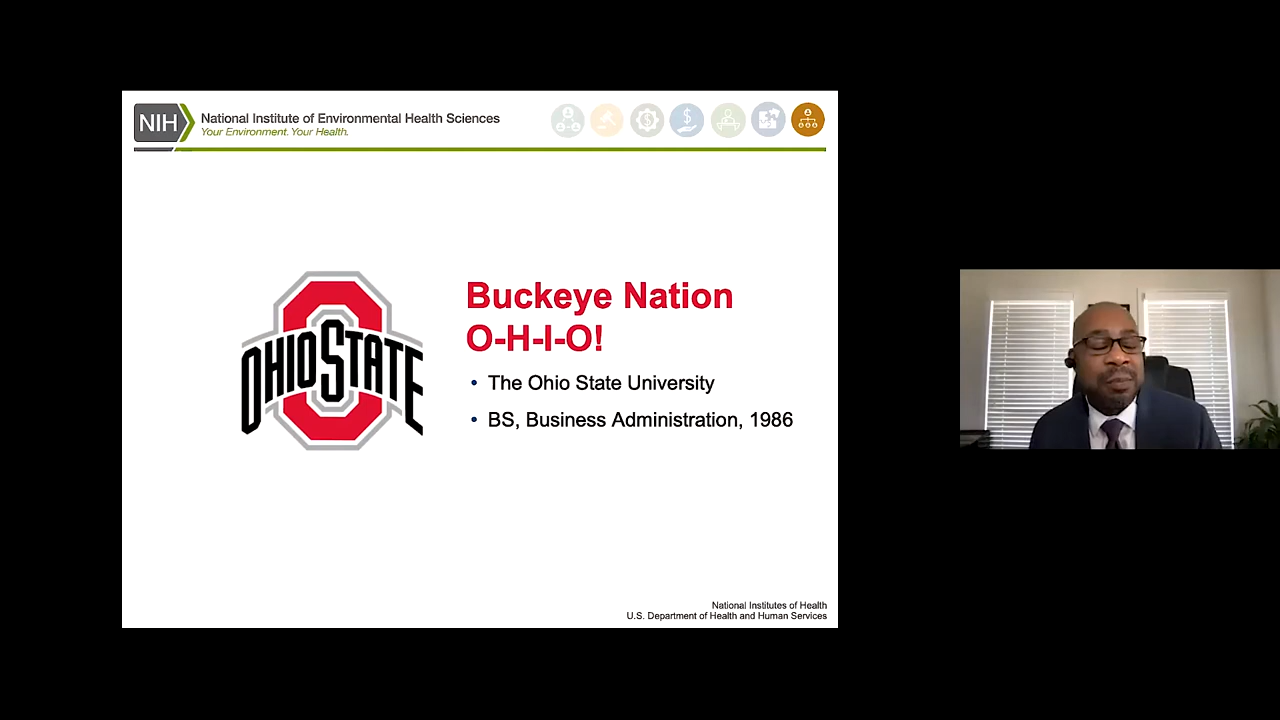 NIH
National Institute of Environmental Health Sciences
Your Environment. Your Health.
OHIO STATE
Buckeye Nation
O-H-I-O!
• The Ohio State University
• BS, Business Administration, 1986
National Institutes of Health
U.S. Department of Health and Human Services